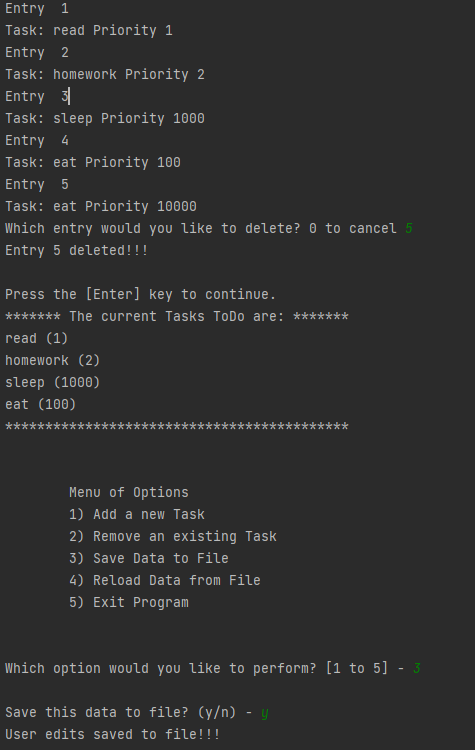 Entry  1
Task: read Priority 1
Entry  2
Task: homework Priority 2
Entry  3
Task: sleep Priority 1000
Entry  4
Task: eat Priority 100
Entry  5
Task: eat Priority 10000
Which entry would you like to delete? 0 to cancel 5
Entry 5 deleted!!!
Press the [Enter] key to continue.
******* The current Tasks ToDo are: *******
read (1)
homework (2)
sleep (1000)
eat (100)
*******************************************
Menu of Options
1) Add a new Task
2) Remove an existing Task
3) Save Data to File
4) Reload Data from File
5) Exit Program
Which option would you like to perform? [1 to 5] - 3
Save this data to file? (y/n) - y
User edits saved to file!!!